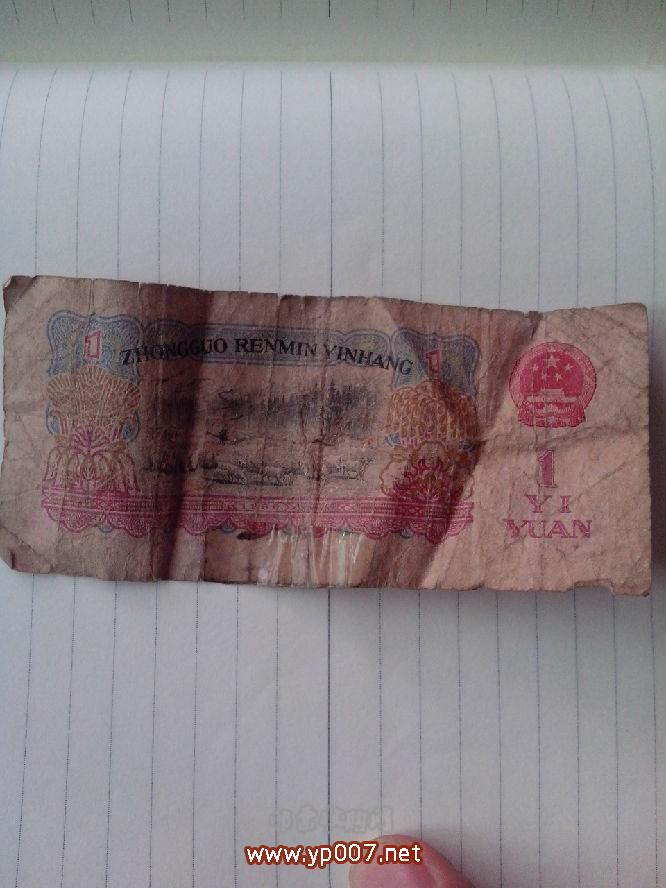 1
ZHONGGUO RENMIN YINHANG
1
1
YI
YUAN
www.yp007.net